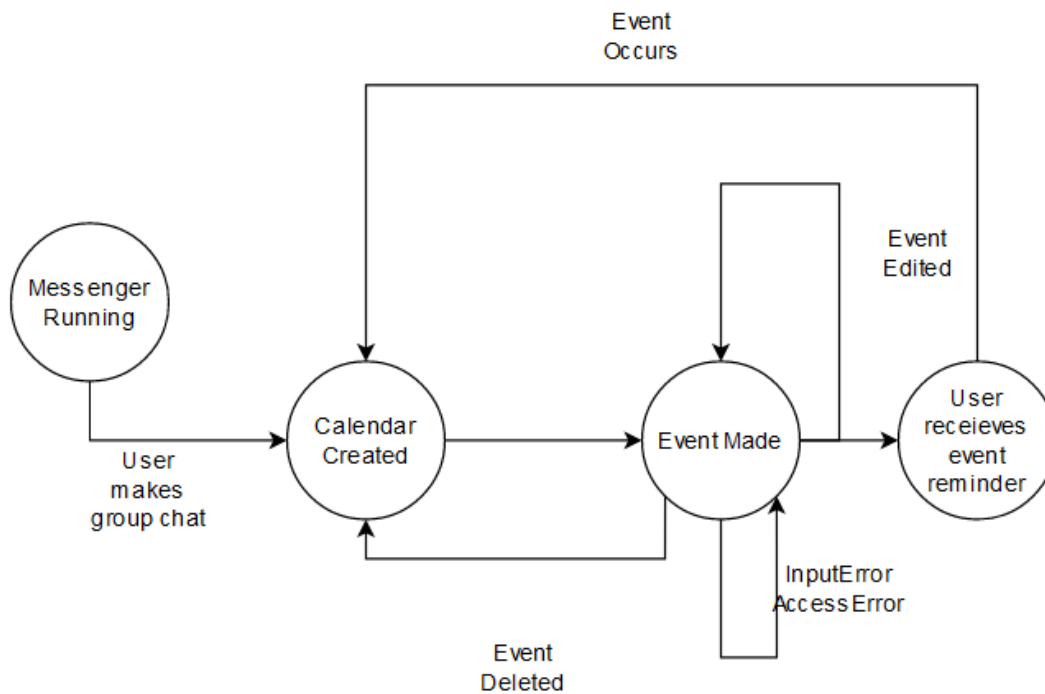 Event
Occurs
Event
Edited
Messenger
Running
User
makes
group chat
Calendar
Created
Event Made
User
receieves
event
reminder
InputError
AccessError
Event
Deleted